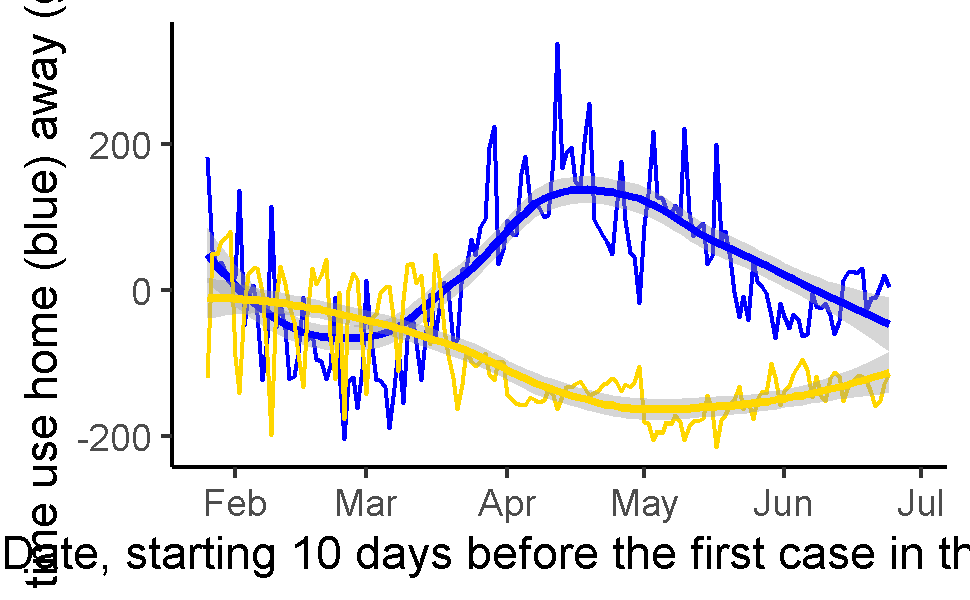 time use home (blue) away (
200
0
-200
Feb Mar Apr May Jun Jul
Date, starting 10 days before the first case in th